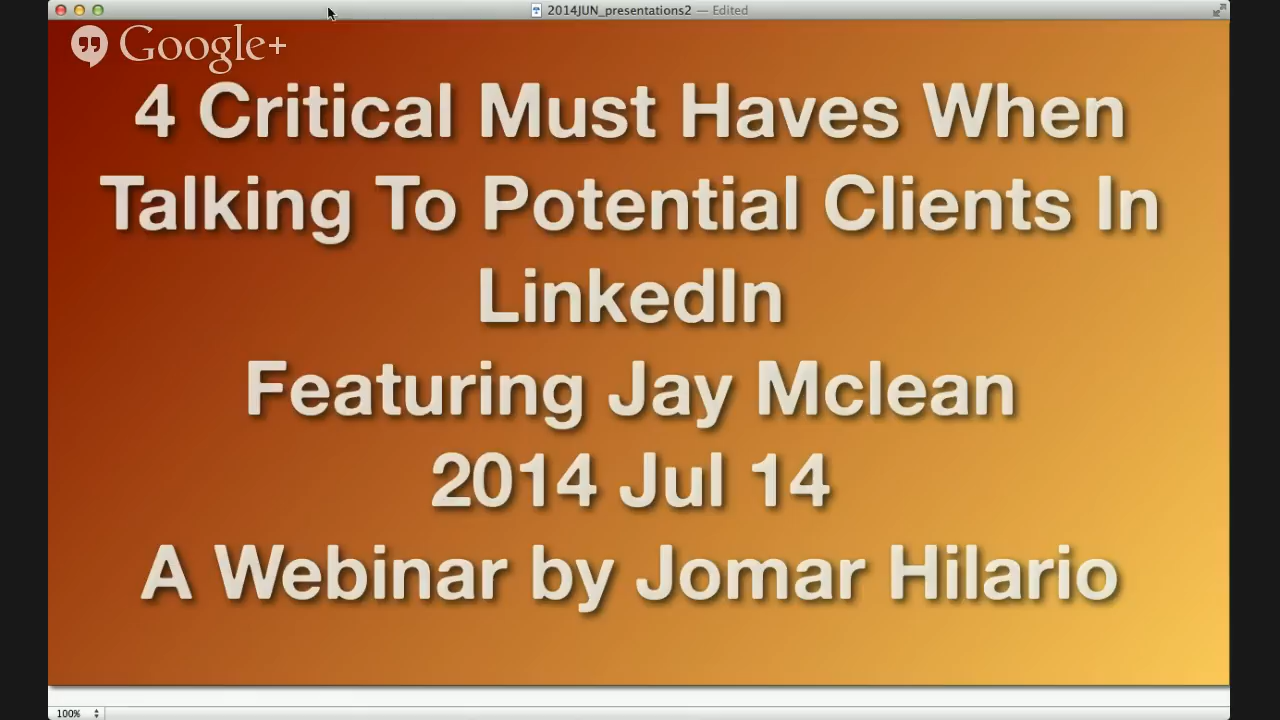 2014JUN_presentations2 — Edited
Google+
4 Critical Must Haves When
Talking To Potential Clients In
LinkedIn
Featuring Jay Mclean
2014 Jul 14
A Webinar by Jomar Hilario
100%